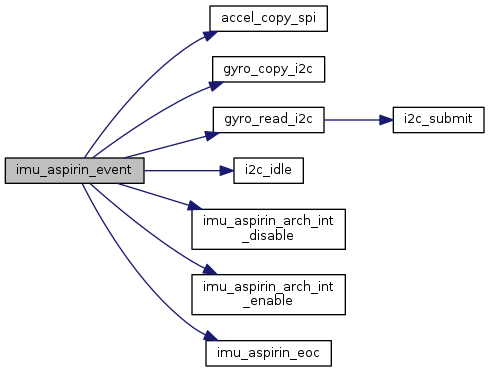 accel_copy_spi
gyro_copy_i2c
gyro_read_i2c
i2c_submit
imu_aspirin_event
i2c_idle
imu_aspirin_arch_int
_disable
imu_aspirin_arch_int
_enable
imu_aspirin_eoc